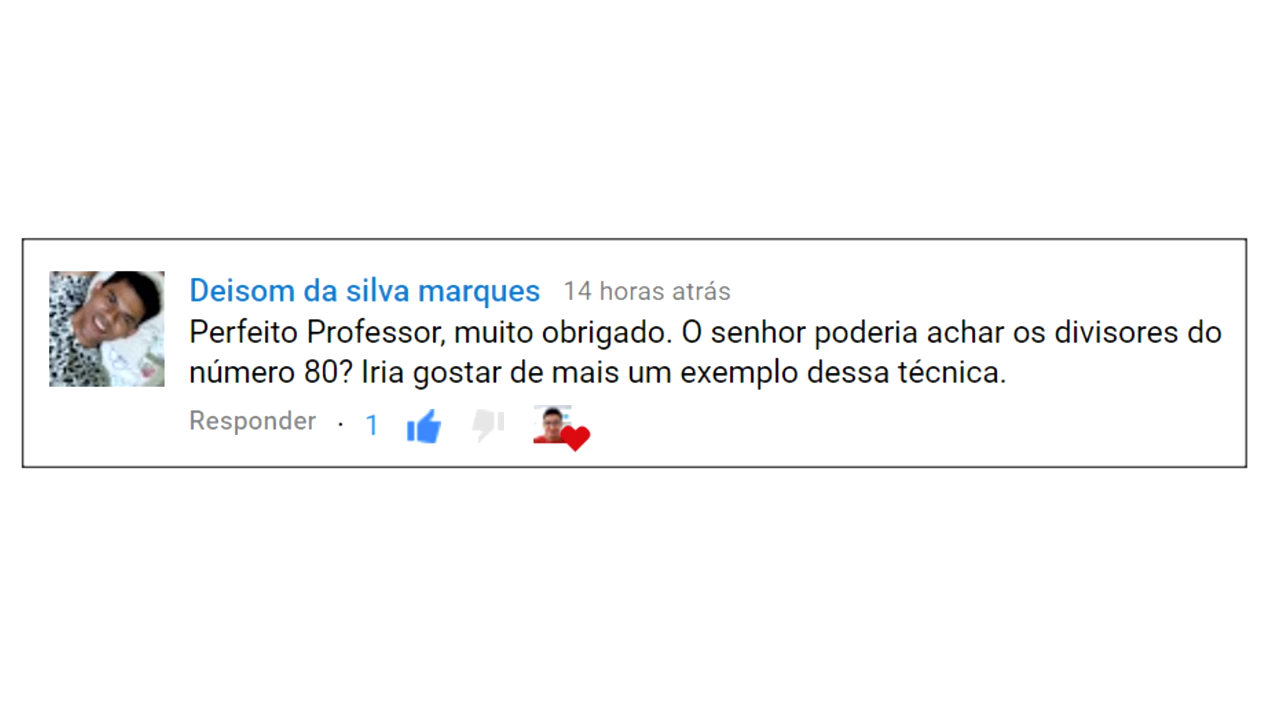 Deisom da silva marques 14 horas atrás
Perfeito Professor, muito obrigado. O senhor poderia achar os divisores do
número 80? Iria gostar de mais um exemplo dessa técnica.
Responder · 1